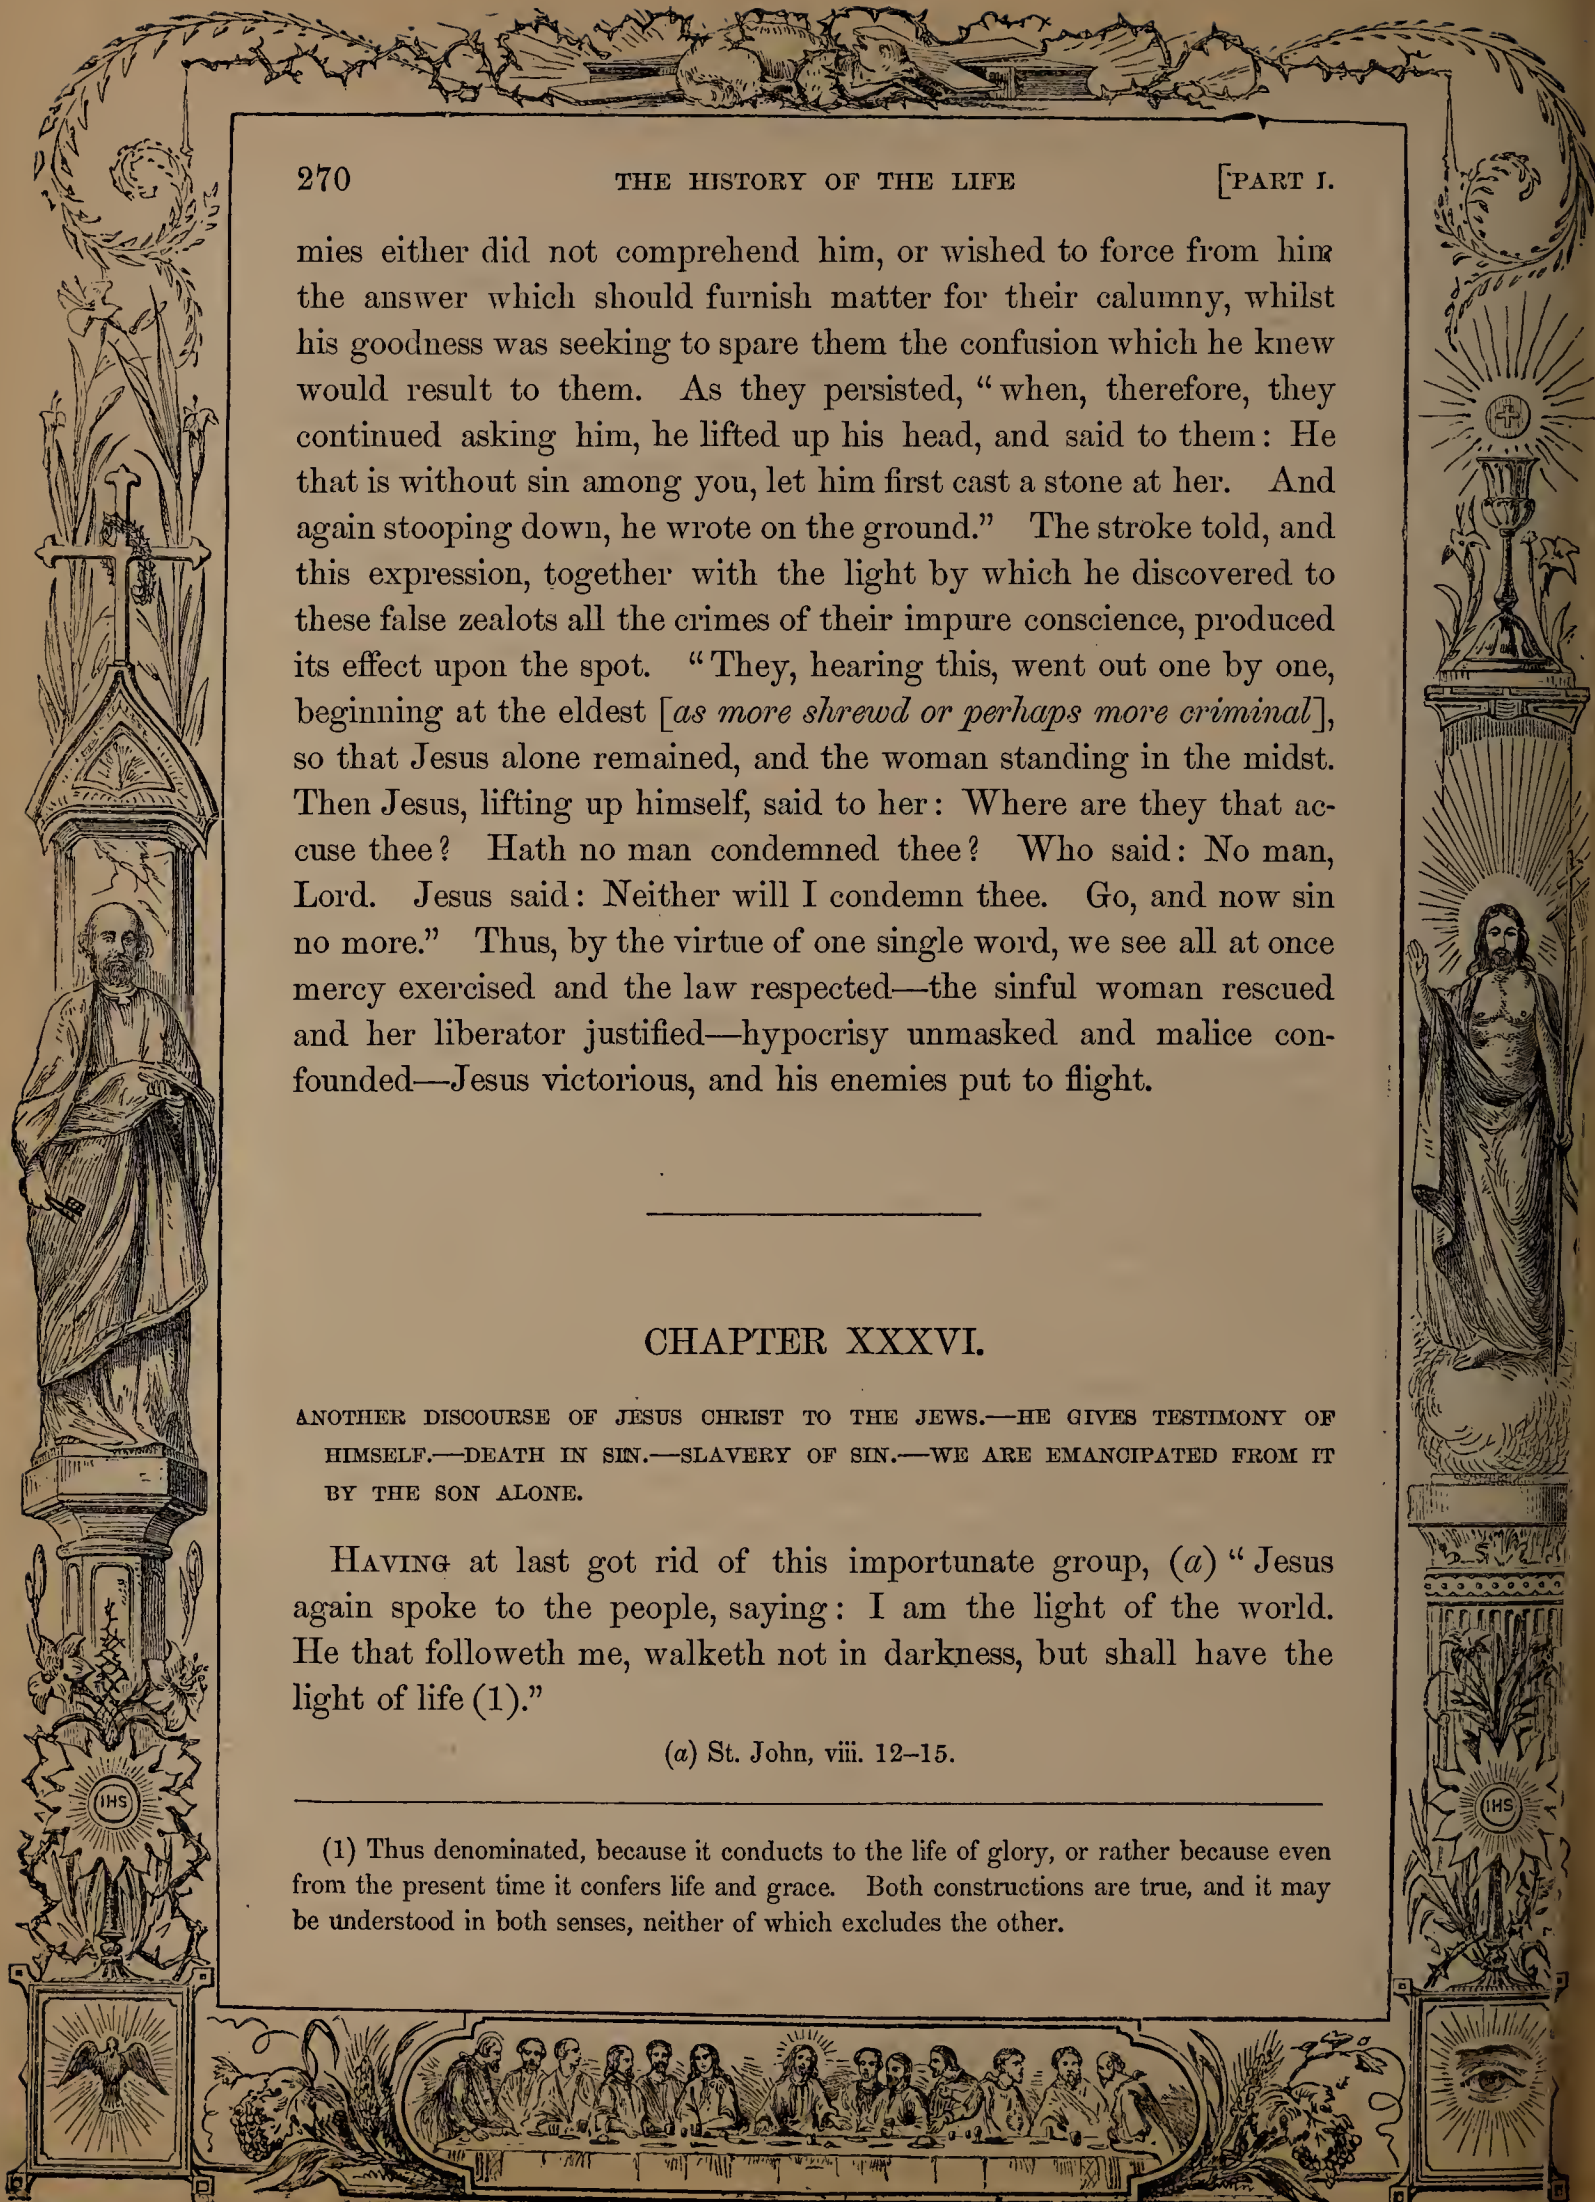 270 THE HISTORY OF THE LIFE [PART I.
mies either did not comprehend him, or wished to force from him
the answer which should furnish matter for their calumny, whilst
his goodness was seeking to spare them the confusion which he knew
would result to them. As they persisted, “when, therefore, they
continued asking him, he lifted up his head, and said to them: He
that is without sin among you, let him first cast a stone at her. And
again stooping down, he wrote on the ground.” The stroke told, and
this expression, together with the light by which he discovered to
these false zealots all the crimes of their impure conscience, produced
its effect upon the spot. “They, hearing this, went out one by one,
beginning at the eldest [as more shrewd or perhaps more criminal],
so that Jesus alone remained, and the woman standing in the midst.
Then Jesus, lifting up himself, said to her: Where are they that ac-
cuse thee? Hath no man condemned thee? Who said: No man,
Lord. Jesus said: Neither will I condemn thee. Go, and now sin
no more.” Thus, by the virtue of one single word, we see all at once
mercy exercised and the law respected—the sinful woman rescued
and her liberator justified—hypocrisy unmasked and malice con-
founded—Jesus victorious, and his enemies put to flight.
CHAPTER XXXVI.
ANOTHER DISCOURSE OF JESUS CHRIST TO THE JEWS.—HE GIVES TESTIMONY OF
HIMSELF.—DEATH IN SIN.—SLAVERY OF SIN.—WE ARE EMANCIPATED FROM IT
BY THE SON ALONE.
HAVING at last got rid of this importunate group, (a) “Jesus
again spoke to the people, saying: I am the light of the world.
He that followeth me, walketh not in darkness, but shall have the
light of life (1).”
(a) St. John, viii. 12–15.
(1) Thus denominated, because it conducts to the life of glory, or rather because even
from the present time it confers life and grace. Both constructions are true, and it may
be understood in both senses, neither of which excludes the other.
IHS
IHS